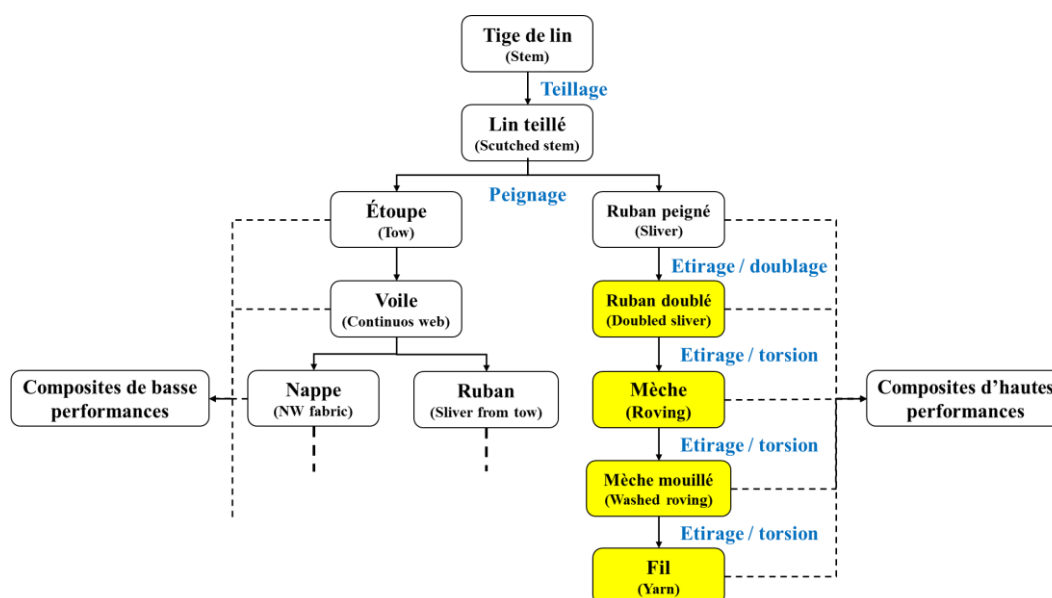 Tige de lin
(Stem)
Teillage
Lin teillé
(Scutched stem)
Peignage
Étoupe
(Tow)
Ruban peigné
(Sliver)
Etirage / doublage
Voile
(Continuos web)
Ruban doublé
(Doubled sliver)
Etirage / torsion
Composites de basse
performances
Nappe
(NW fabric)
Ruban
(Sliver from tow)
Mèche
(Roving)
Composites d’hautes
performances
Etirage / torsion
Mèche mouillé
(Washed roving)
Etirage / torsion
Fil
(Yarn)